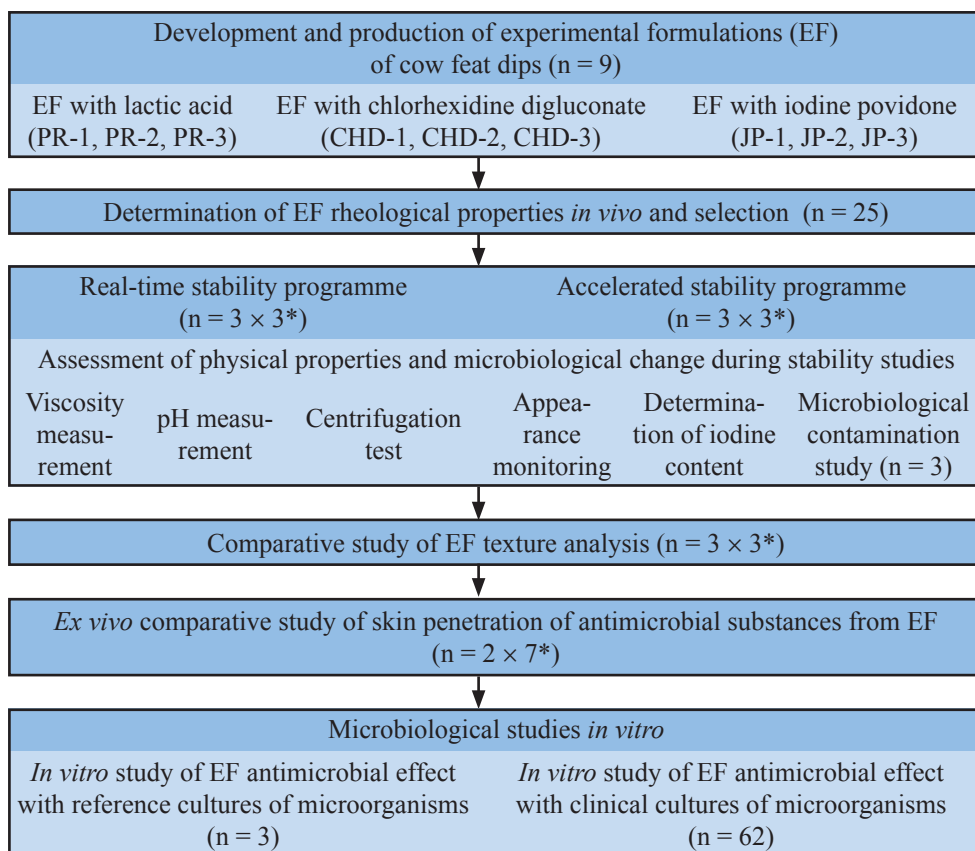 Development and production of experimental formulations (EF)
of cow feat dips (n = 9)
EF with lactic acid
(PR-1, PR-2, PR-3)
EF with chlorhexidine digluconate
(CHD-1, CHD-2, CHD-3)
EF with iodine povidone
(JP-1, JP-2, JP-3)
Determination of EF rheological properties in vivo and selection (n = 25)
Real-time stability programme
(n = 3 × 3*)
Accelerated stability programme
(n = 3 × 3*)
Assessment of physical properties and microbiological change during stability studies
Viscosity
measu-
rement
pH measu-
rement
Centrifugation
test
Appea-
rance
monitoring
Determina-
tion of iodine
content
Microbiological
contamination
study (n = 3)
Comparative study of EF texture analysis (n = 3 × 3*)
Ex vivo comparative study of skin penetration of antimicrobial substances from EF
(n = 2 × 7*)
Microbiological studies in vitro
In vitro study of EF antimicrobial effect
with reference cultures of microorganisms
(n = 3)
In vitro study of EF antimicrobial effect
with clinical cultures of microorganisms
(n = 62)